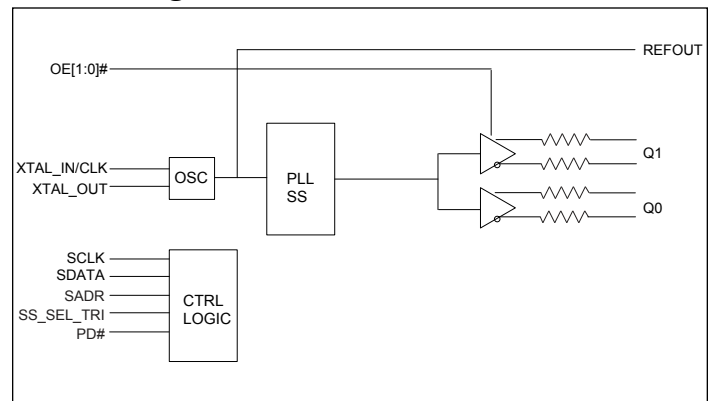 REFOUT
OE[1:0]#
XTAL_IN/CLK
XTAL_OUT
OSC
PLL
SS
Q1
Q0
SCLK
SDATA
SADR
SS_SEL_TRI
PD#
CTRL
LOGIC